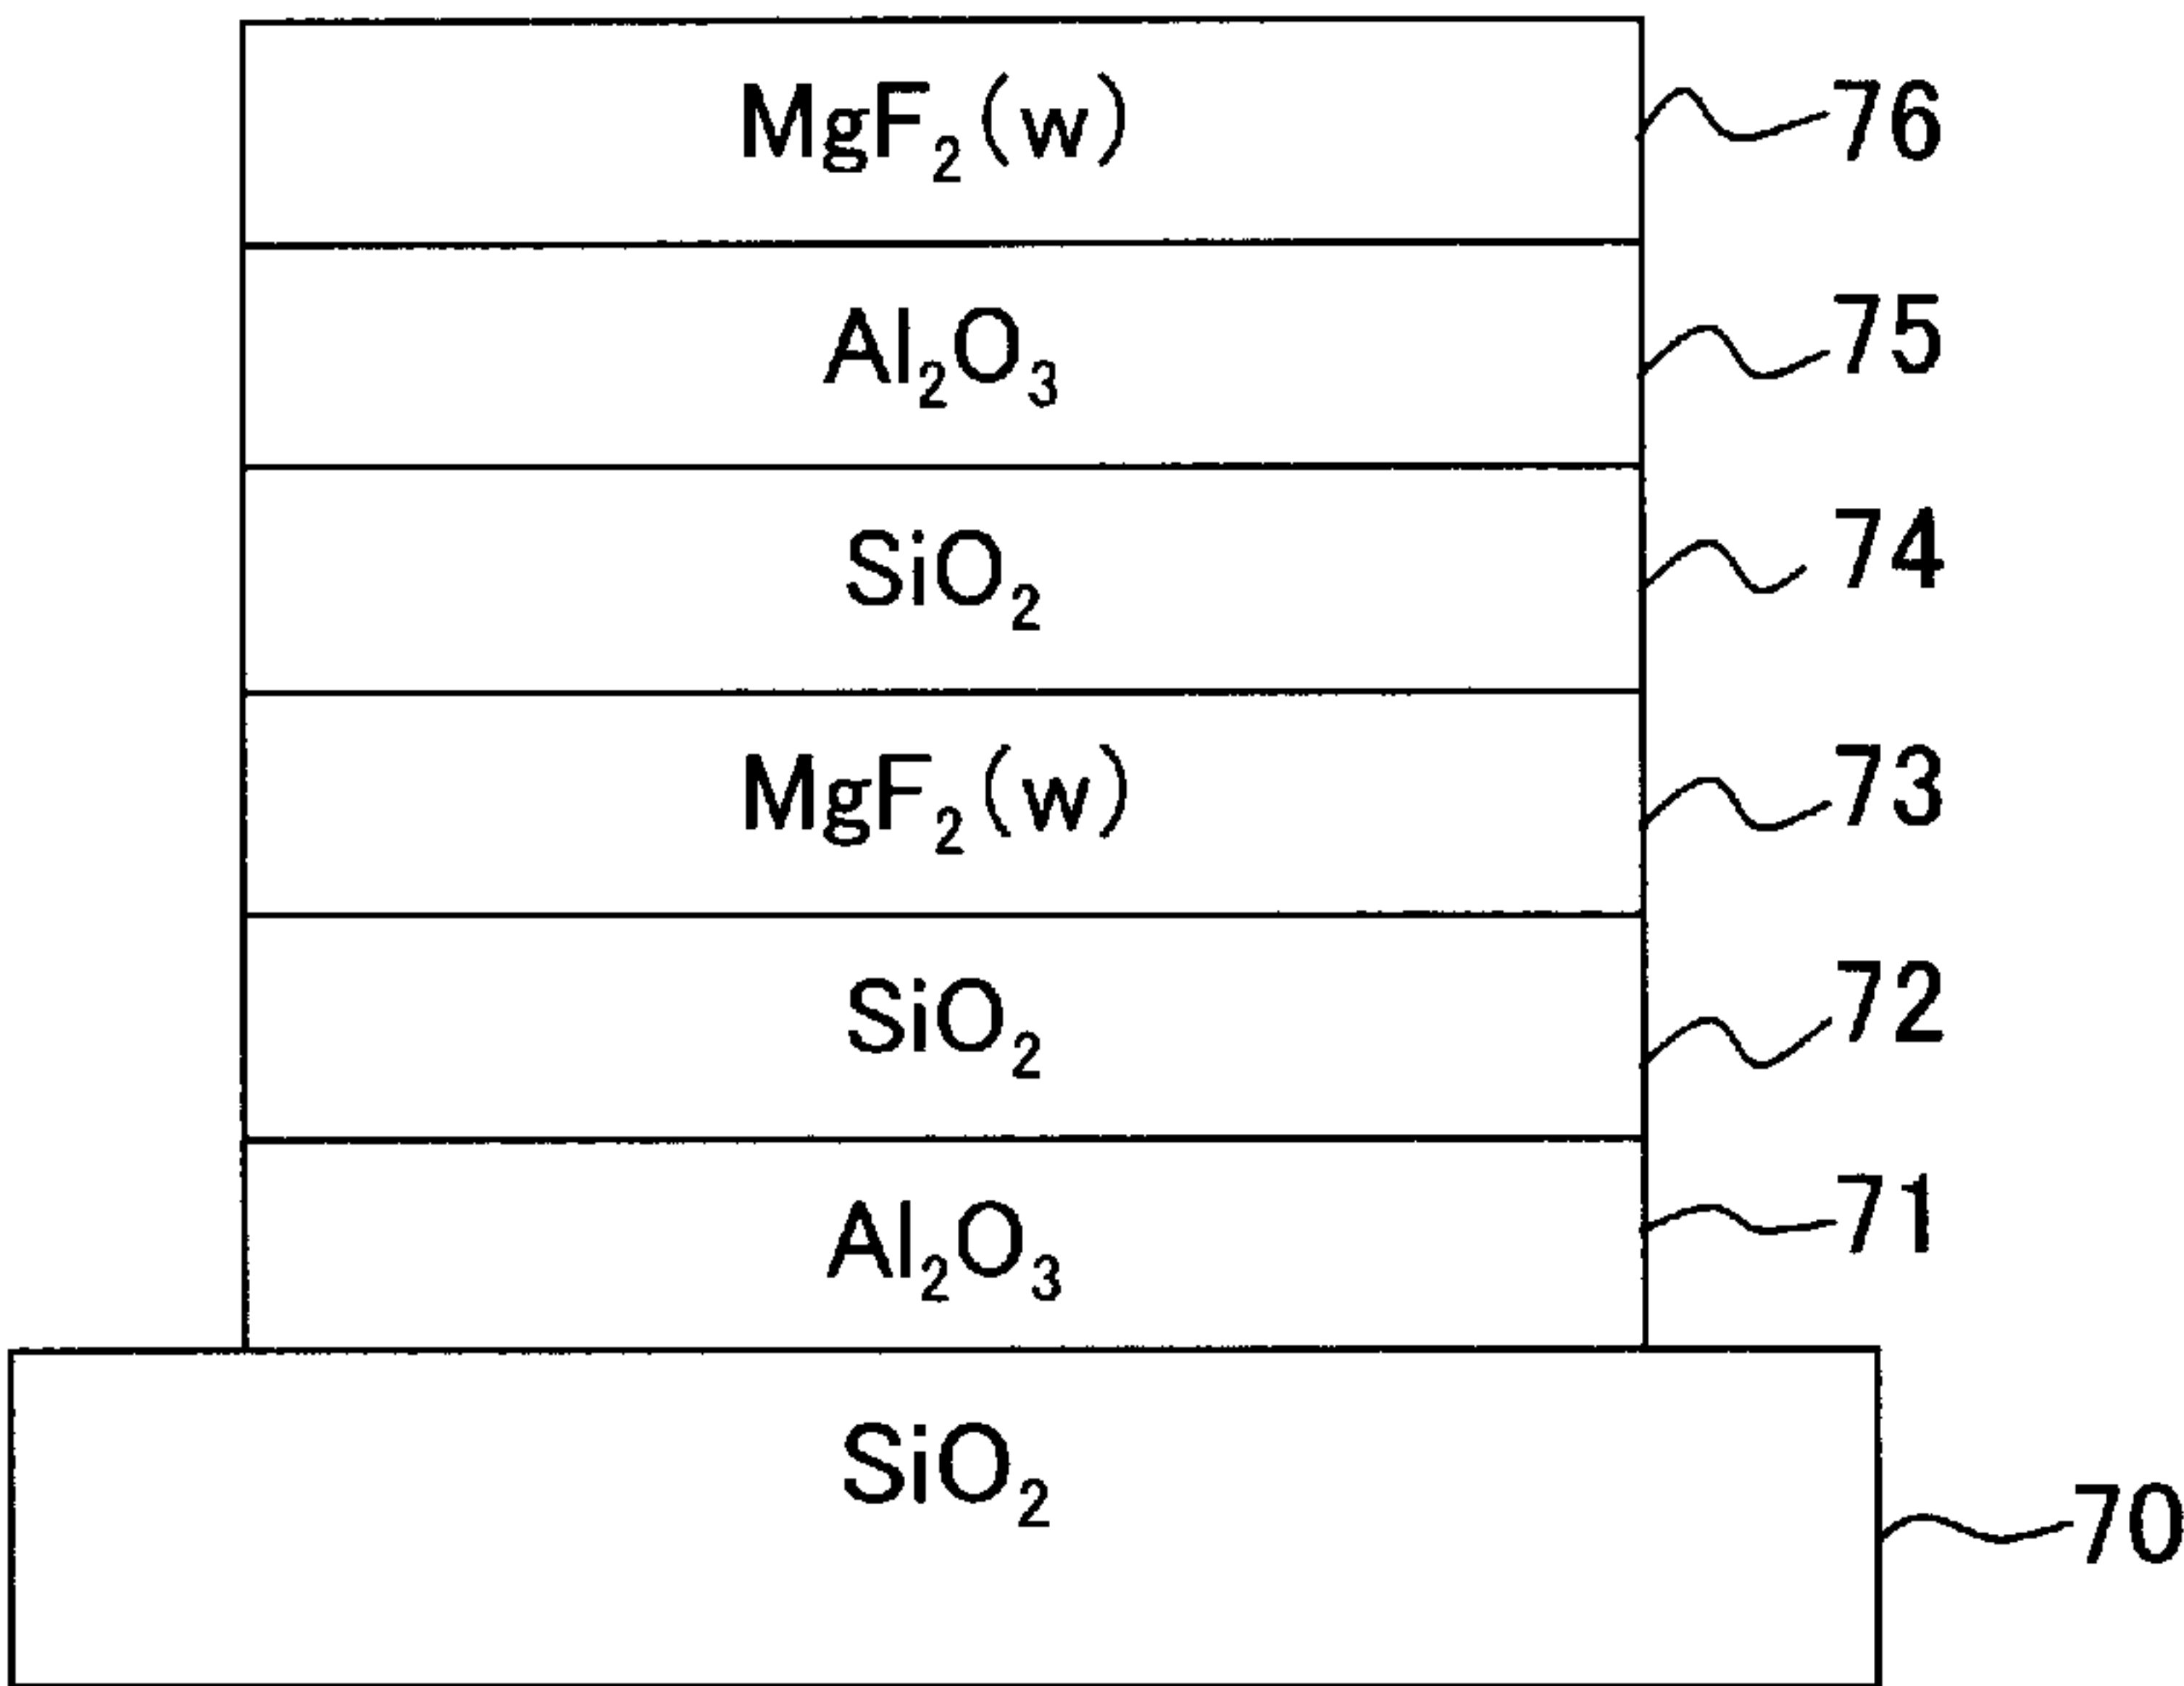 MgF₂(w) 76
Al₂O₃ 75
SiO₂ 74
MgF₂(w) 73
SiO₂ 72
Al₂O₃ 71
SiO₂ 70